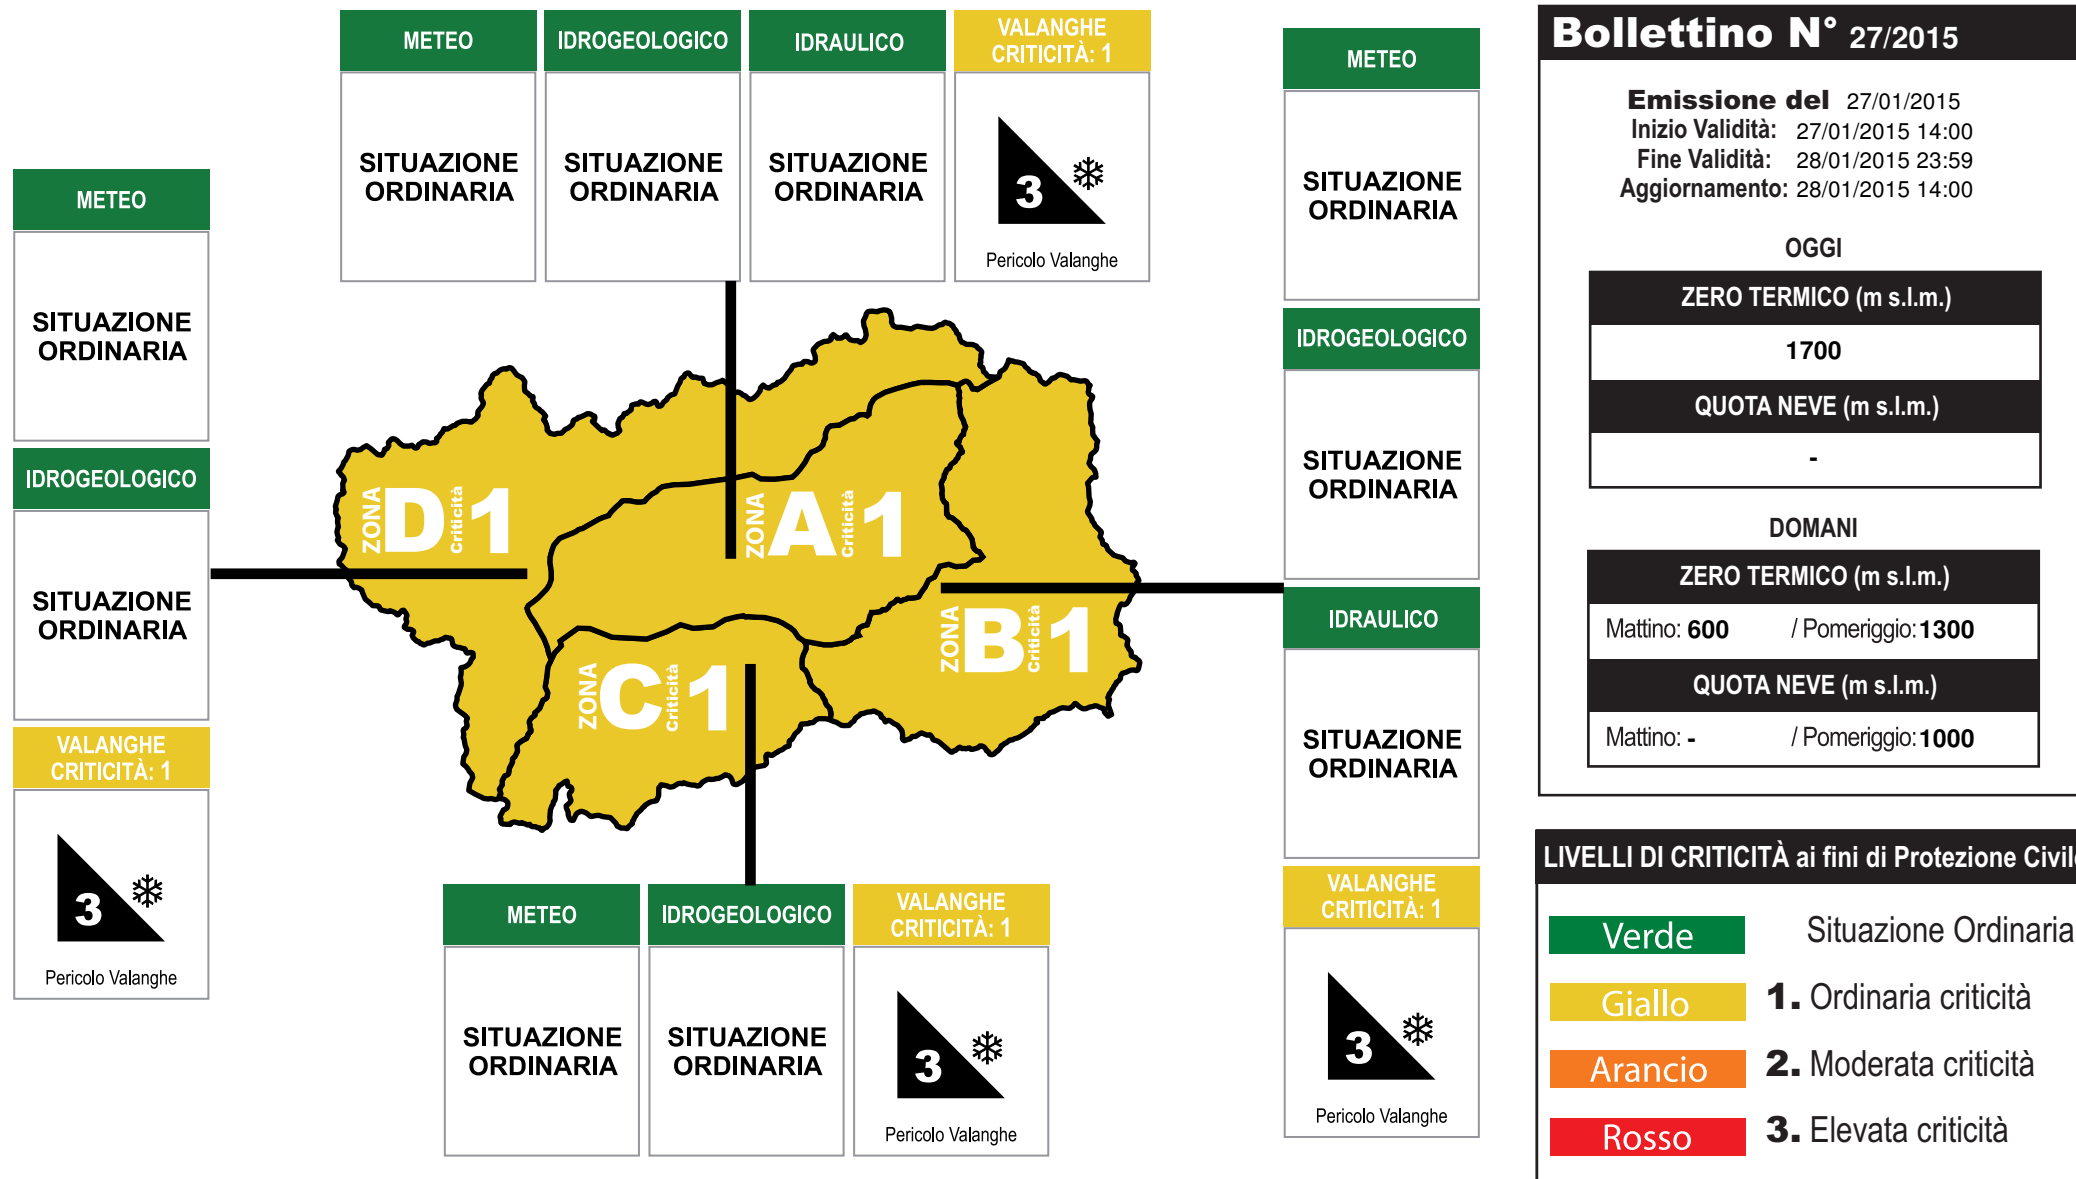 METEO
SITUAZIONE
ORDINARIA
IDROGEOLOGICO
SITUAZIONE
ORDINARIA
IDRAULICO
SITUAZIONE
ORDINARIA
VALANGHE
CRITICITÀ: 1
3
Pericolo Valanghe
METEO
SITUAZIONE
ORDINARIA
IDROGEOLOGICO
SITUAZIONE
ORDINARIA
VALANGHE
CRITICITÀ: 1
3
Pericolo Valanghe
ZONA D Criticità 1
ZONA A Criticità 1
ZONA B Criticità 1
ZONA C Criticità 1
METEO
SITUAZIONE
ORDINARIA
IDROGEOLOGICO
SITUAZIONE
ORDINARIA
VALANGHE
CRITICITÀ: 1
3
Pericolo Valanghe
METEO
SITUAZIONE
ORDINARIA
IDROGEOLOGICO
SITUAZIONE
ORDINARIA
IDRAULICO
SITUAZIONE
ORDINARIA
VALANGHE
CRITICITÀ: 1
3
Pericolo Valanghe
Bollettino N° 27/2015
Emissione del 27/01/2015
Inizio Validità: 27/01/2015 14:00
Fine Validità: 28/01/2015 23:59
Aggiornamento: 28/01/2015 14:00
OGGI
ZERO TERMICO (m s.l.m.)
1700
QUOTA NEVE (m s.l.m.)
-
DOMANI
ZERO TERMICO (m s.l.m.)
Mattino: 600 / Pomeriggio: 1300
QUOTA NEVE (m s.l.m.)
Mattino: - / Pomeriggio: 1000
LIVELLI DI CRITICITÀ ai fini di Protezione Civile
Verde Situazione Ordinaria
Giallo 1. Ordinaria criticità
Arancio 2. Moderata criticità
Rosso 3. Elevata criticità